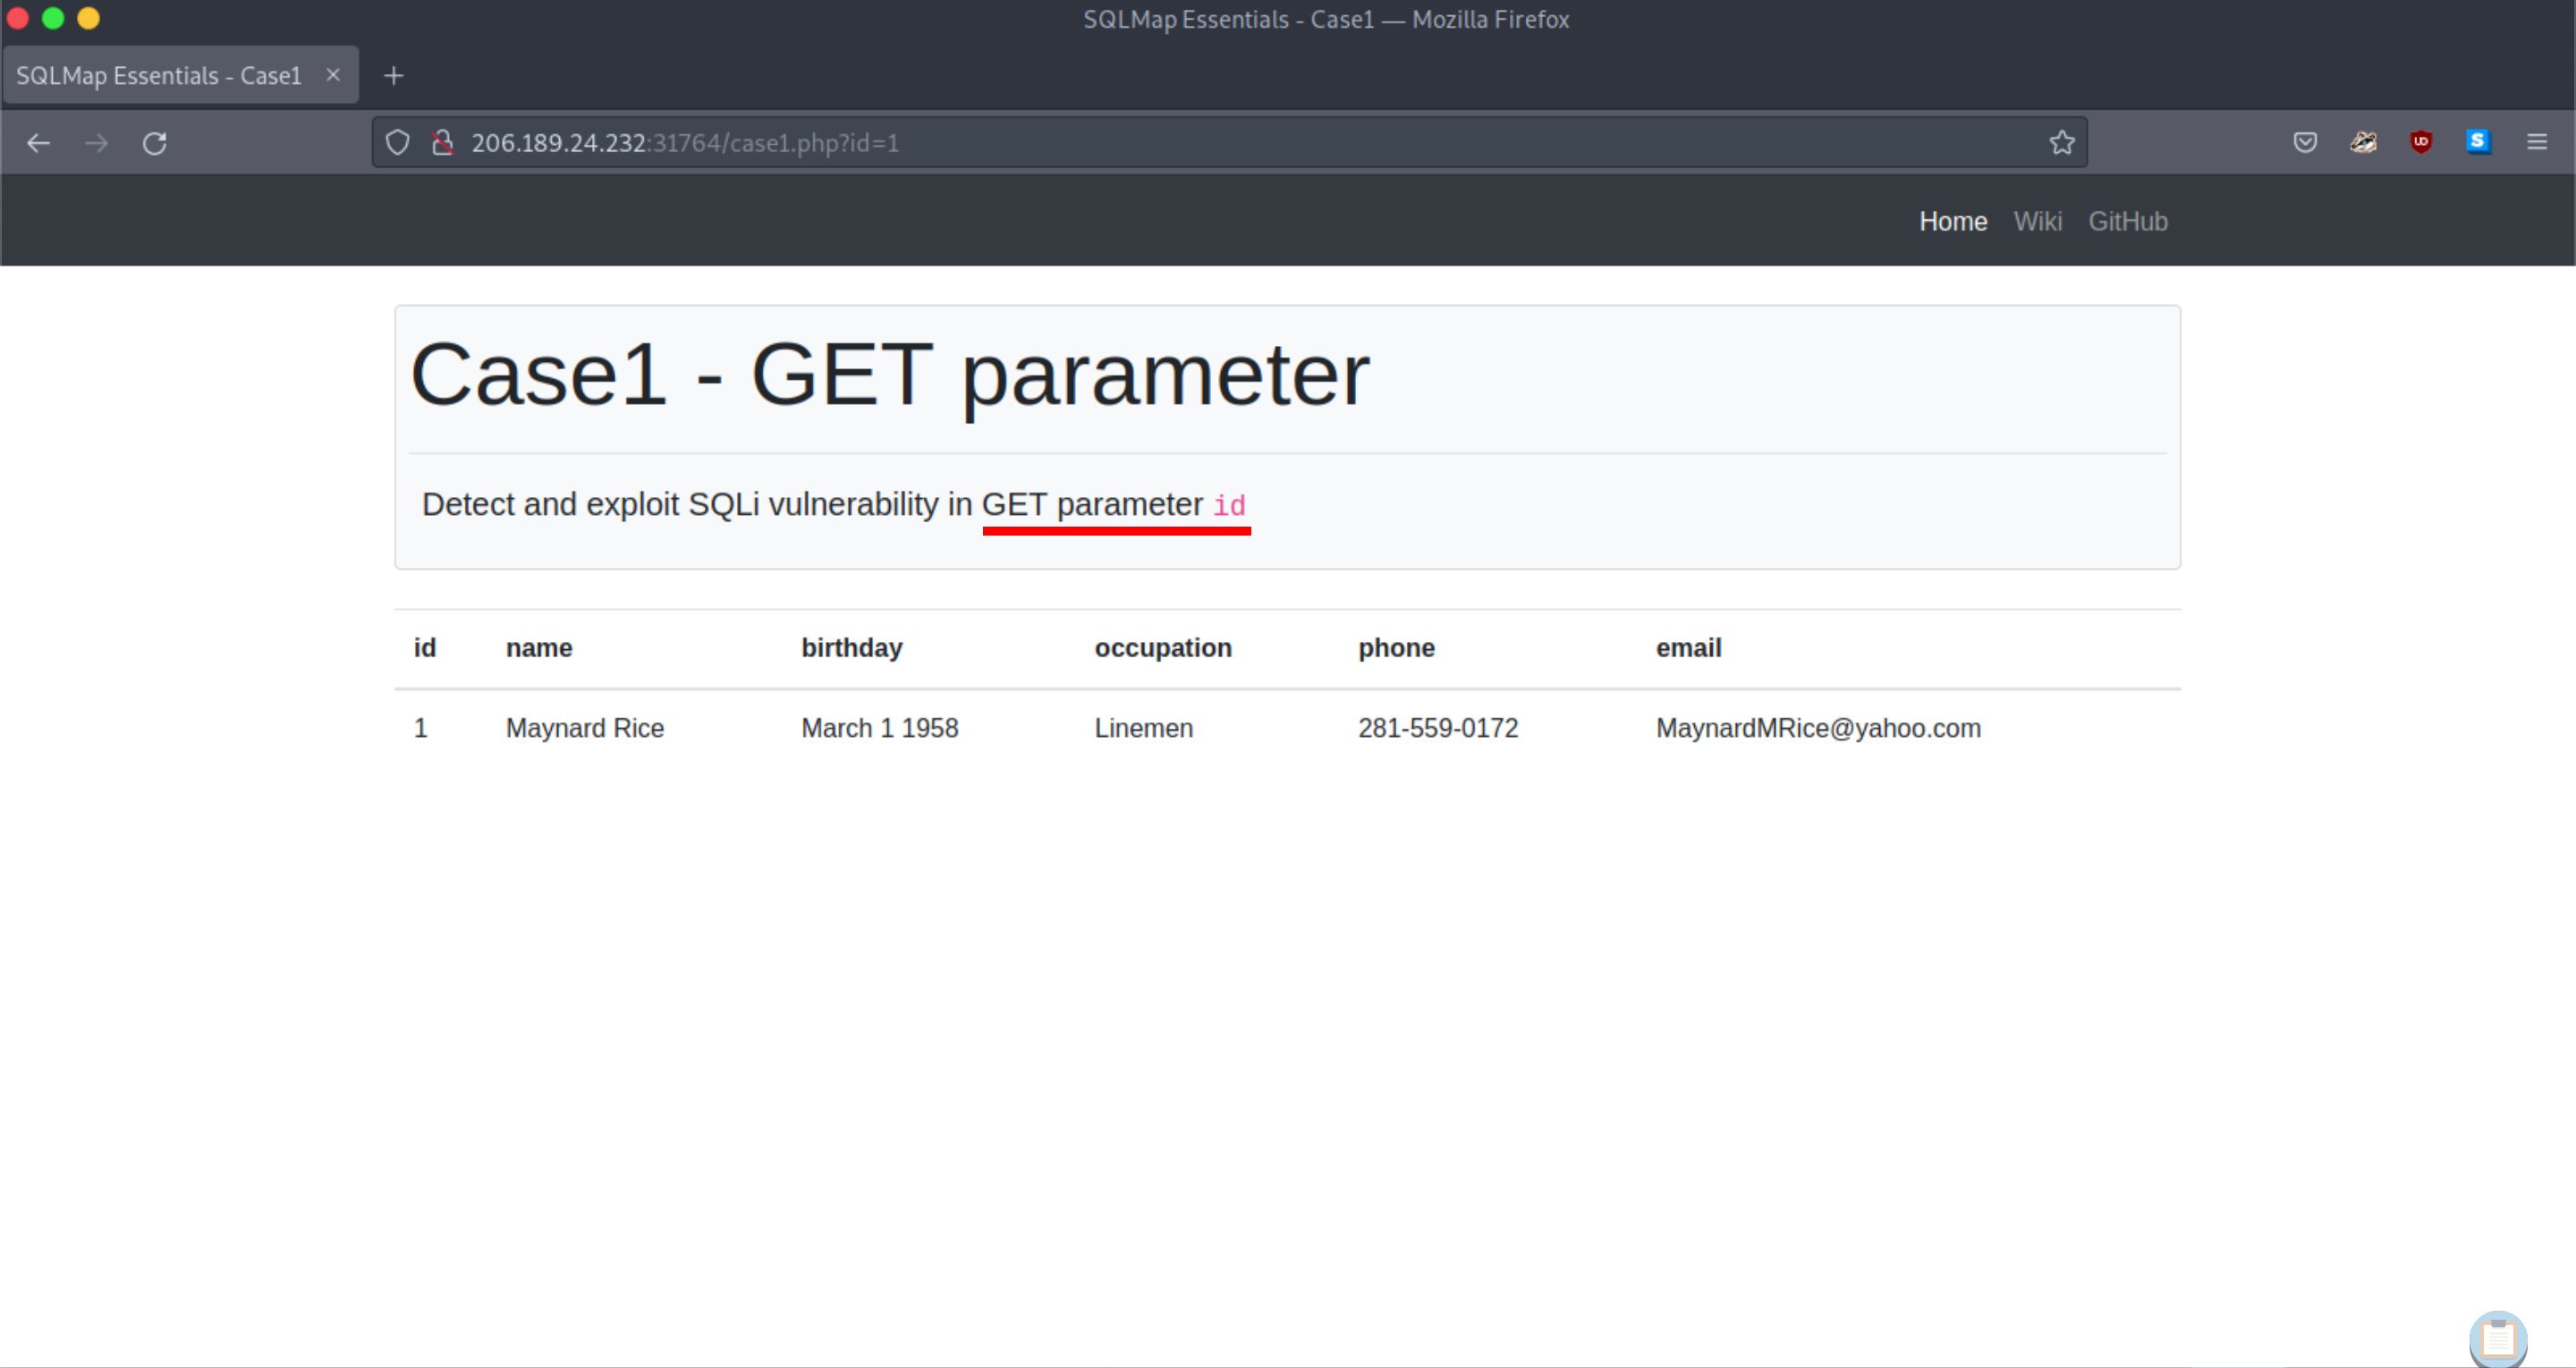 SQLMap Essentials - Case1 — Mozilla Firefox
SQLMap Essentials - Case1
206.189.24.232:31764/case1.php?id=1
Home Wiki GitHub
Case1 - GET parameter
Detect and exploit SQLi vulnerability in GET parameter id
id name birthday occupation phone email
1 Maynard Rice March 1 1958 Linemen 281-559-0172 MaynardMRice@yahoo.com